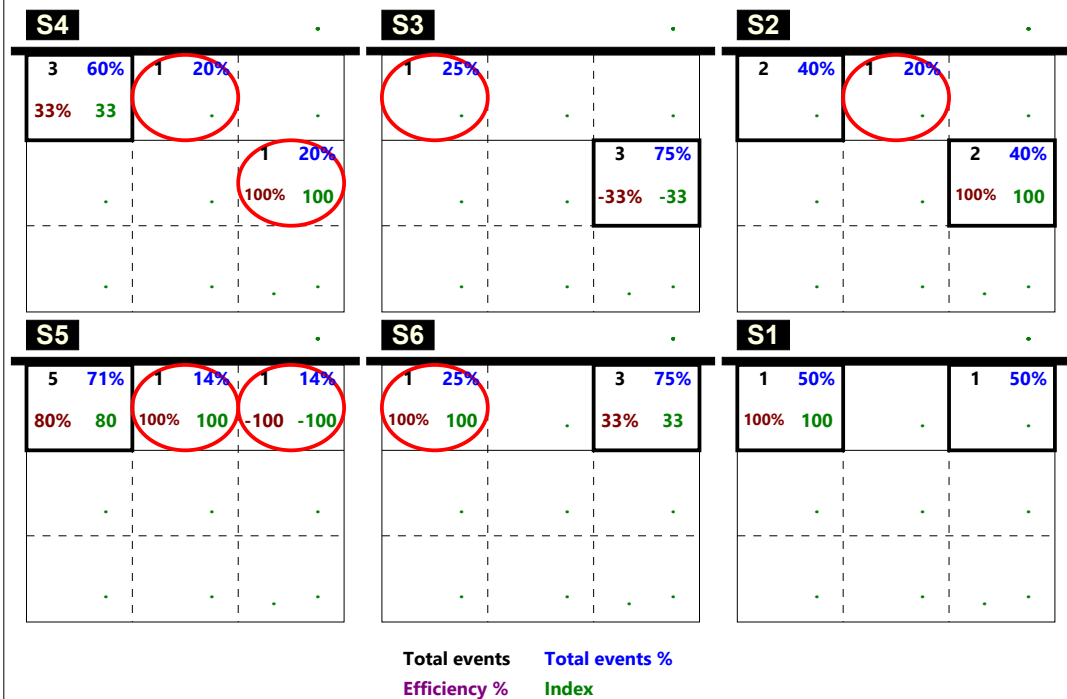 S4 S3 S2
3 60% 1 20% 1 25% 2 40% 1 20%
33% 33
1 20% 3 75% 2 40%
100% 100 -33% -33 100% 100
S5 S6 S1
5 71% 1 14% 1 14% 1 25% 3 75% 1 50% 1 50%
80% 80 100% 100 -100 -100 100% 100 33% 33 100% 100
Total events Total events %
Efficiency % Index